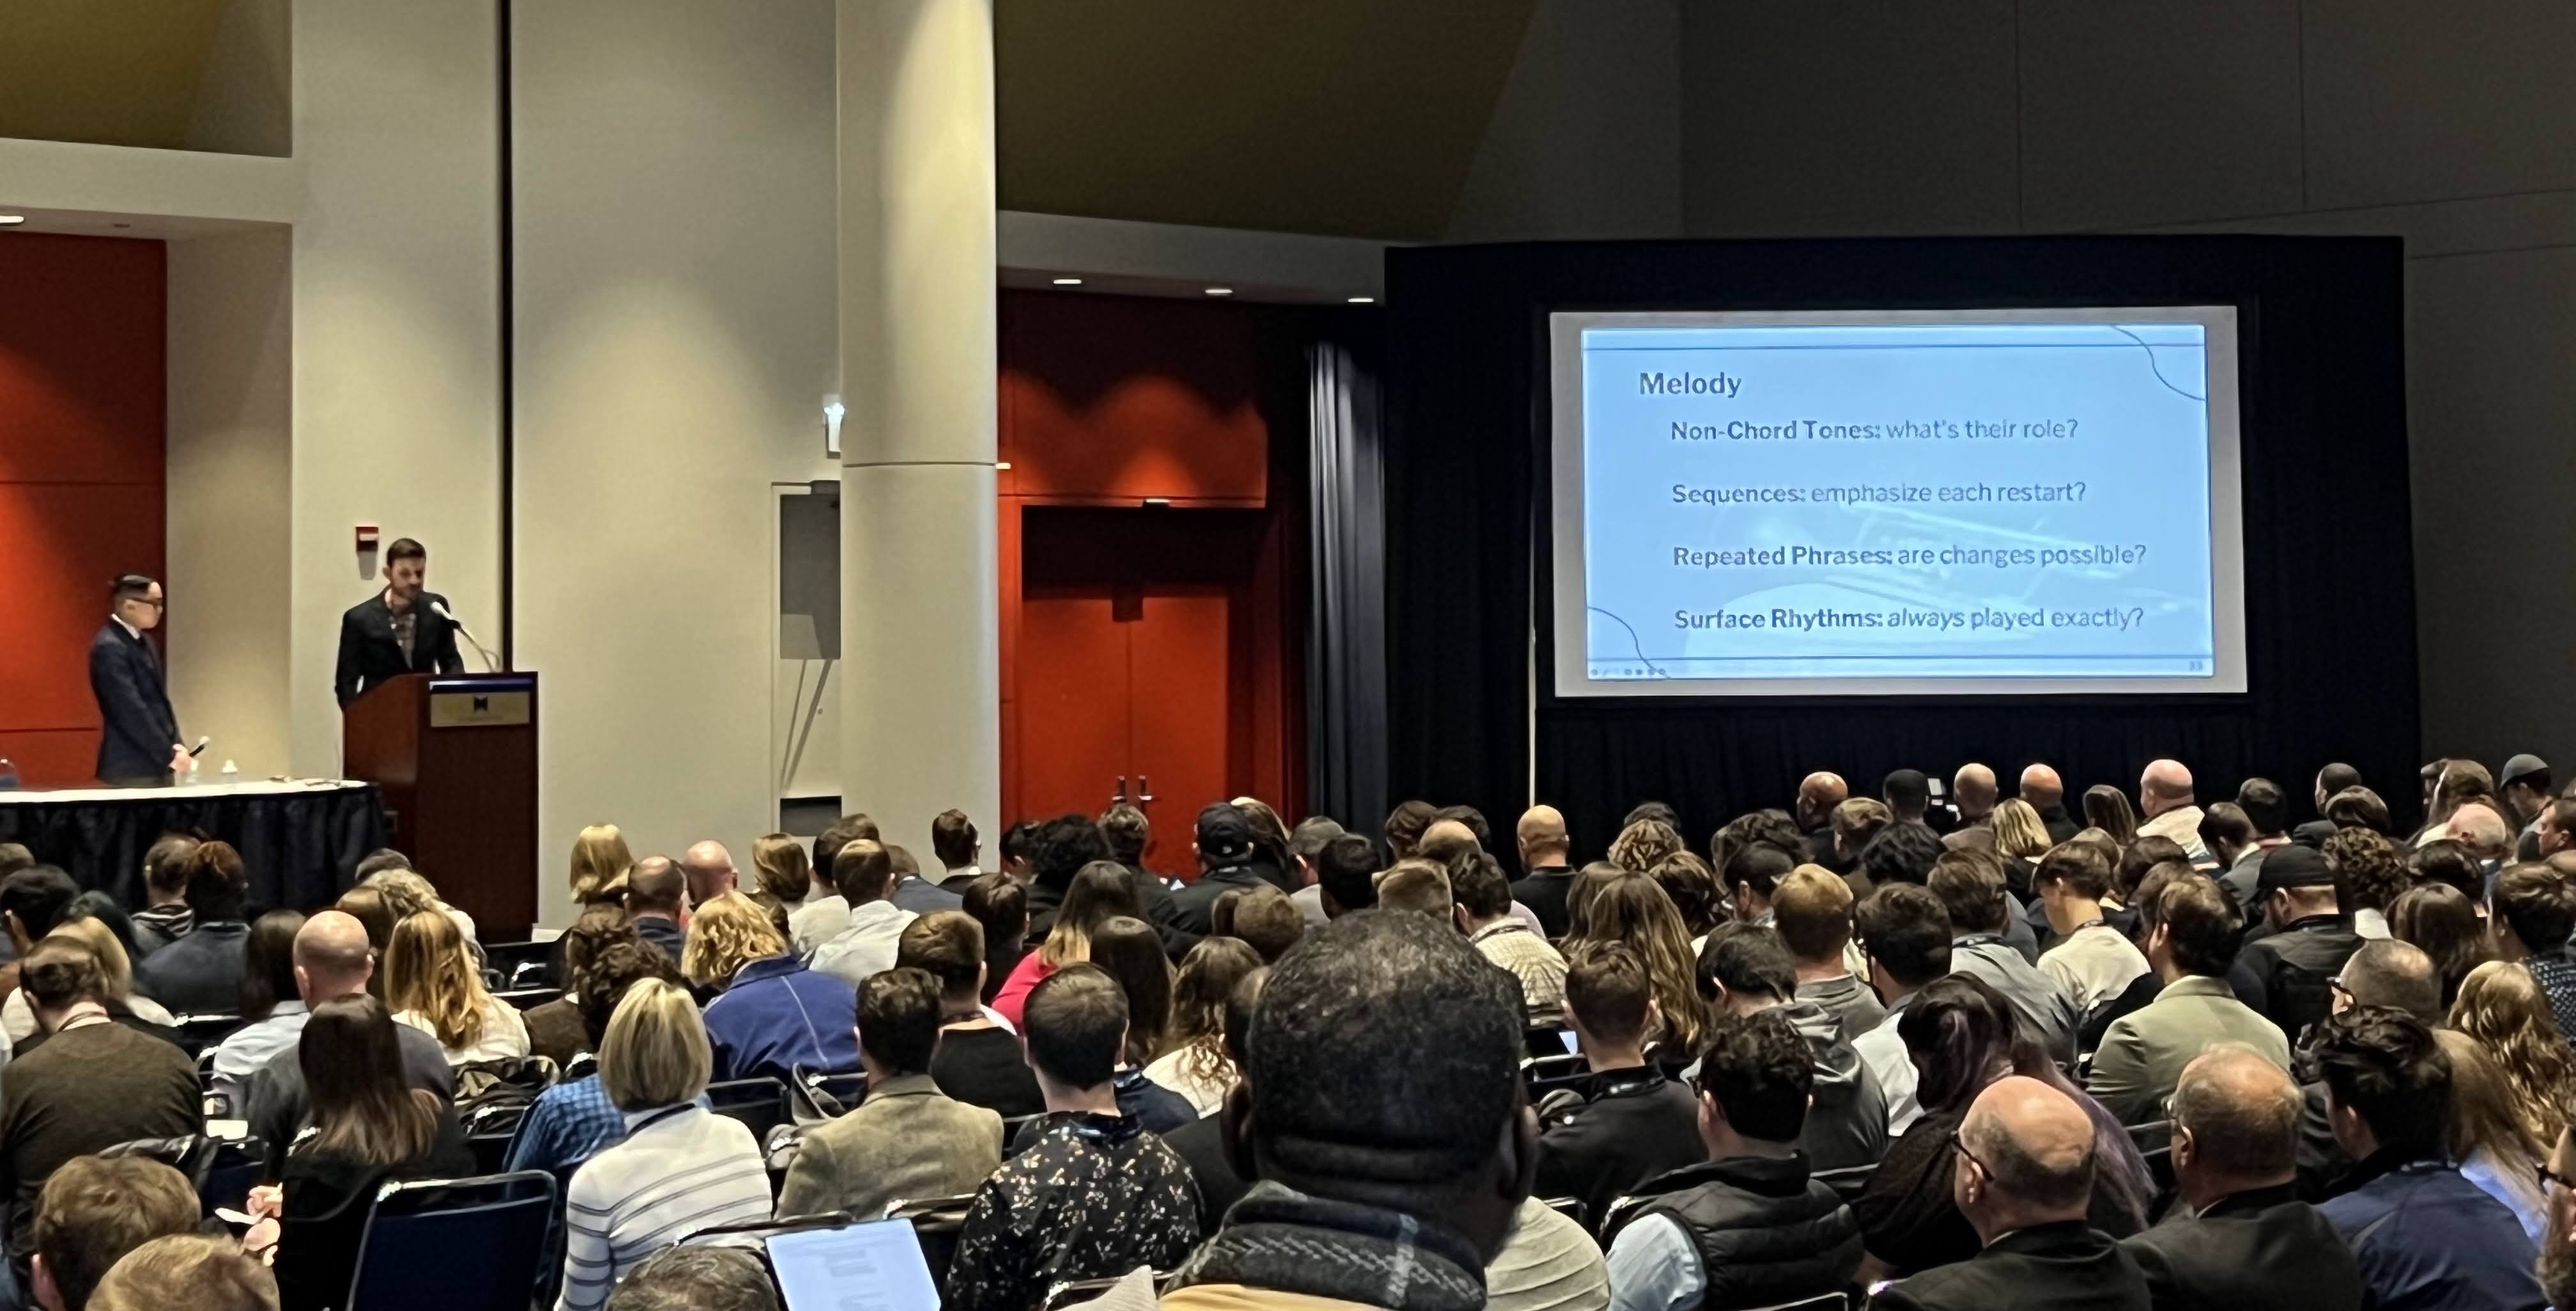 Melody
Non-Chord Tones: what's their role?
Sequences: emphasize each restart?
Repeated Phrases: are changes possible?
Surface Rhythms: always played exactly?
33